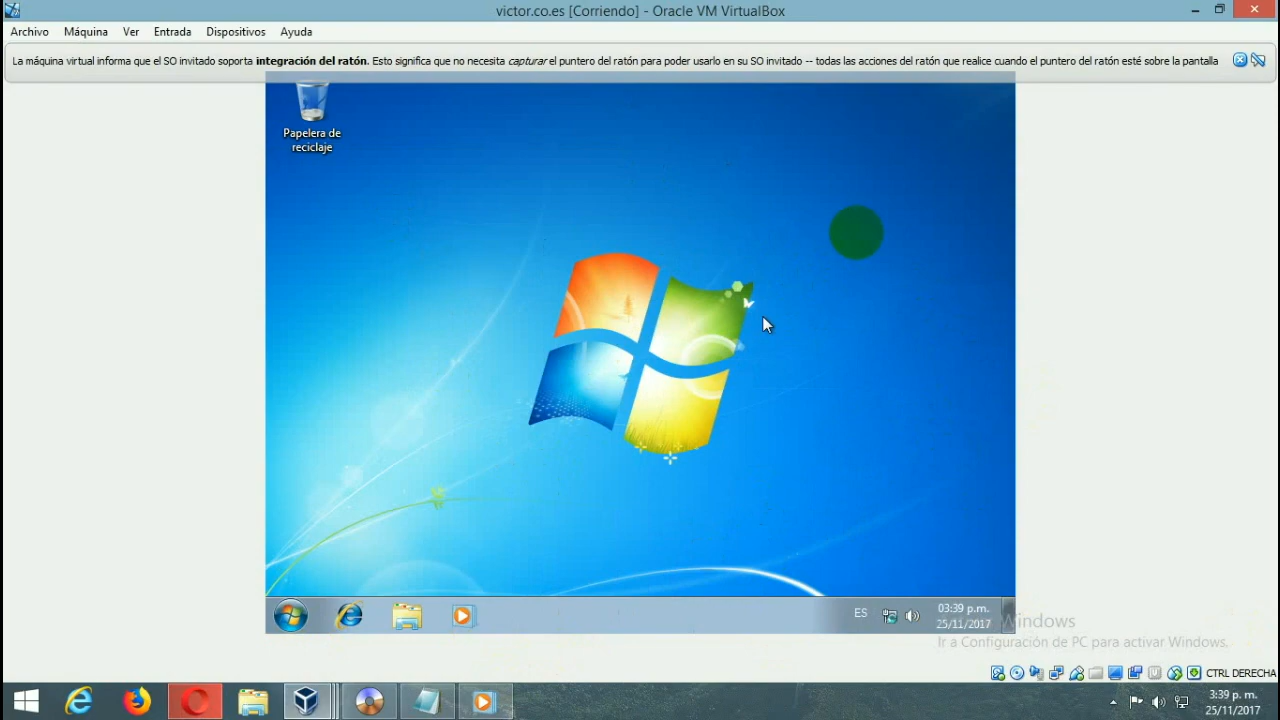 victor.co.es [Corriendo] - Oracle VM VirtualBox
Archivo Máquina Ver Entrada Dispositivos Ayuda
La máquina virtual informa que el SO invitado soporta integración del ratón. Esto significa que no necesita capturar el puntero del ratón para poder usarlo en su SO invitado -- todas las acciones del ratón que realice cuando el puntero del ratón esté sobre la pantalla
Papelera de
reciclaje
ES
03:39 p.m.
25/11/2017
Windows
Ir a Configuración de PC para activar Windows.
CTRL DERECHA
3:39 p. m.
25/11/2017